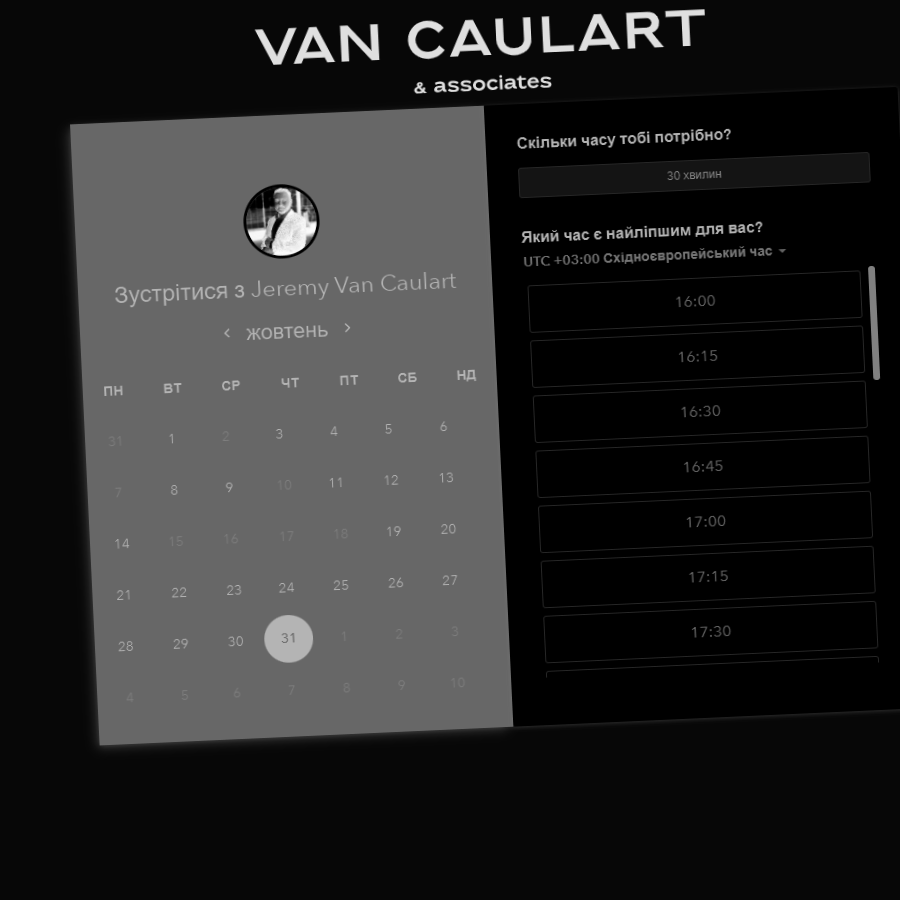 VAN CAULART
& associates
Зустрітися з Jeremy Van Caulart
жовтень
ПН ВТ СР ЧТ ПТ СБ НД
31 1 2 3 4 5 6
7 8 9 10 11 12 13
14 15 16 17 18 19 20
21 22 23 24 25 26 27
28 29 30 31 1 2 3
4 5 6 7 8 9 10
Скільки часу тобі потрібно?
30 хвилин
Який час є найліпшим для вас?
UTC +03:00 Східноєвропейський час
16:00
16:15
16:30
16:45
17:00
17:15
17:30